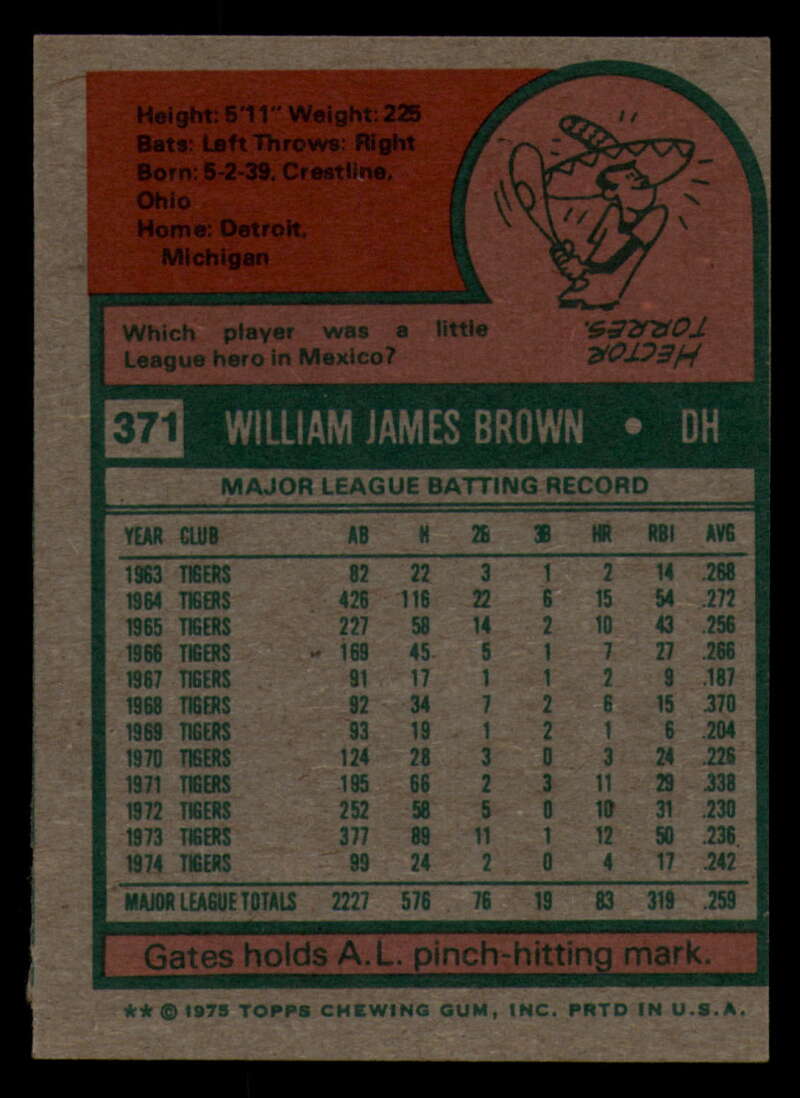 Height: 5'11" Weight: 225
Bats: Left Throws: Right
Born: 5-2-39, Crestline,
Ohio
Home: Detroit,
Michigan
Which player was a little
League hero in Mexico?
HECTOR
TORRES.
371 WILLIAM JAMES BROWN • DH
MAJOR LEAGUE BATTING RECORD
YEAR CLUB AB H 2B 3B HR RBI AVG
1963 TIGERS 82 22 3 1 2 14 .268
1964 TIGERS 426 116 22 6 15 54 .272
1965 TIGERS 227 58 14 2 10 43 .256
1966 TIGERS 169 45 5 1 7 27 .266
1967 TIGERS 91 17 1 1 2 9 .187
1968 TIGERS 92 34 7 2 6 15 .370
1969 TIGERS 93 19 1 2 1 6 .204
1970 TIGERS 124 28 3 0 3 24 .226
1971 TIGERS 195 66 2 3 11 29 .338
1972 TIGERS 252 58 5 0 10 31 .230
1973 TIGERS 377 89 11 1 12 50 .236
1974 TIGERS 99 24 2 0 4 17 .242
MAJOR LEAGUE TOTALS 2227 576 76 19 83 319 .259
Gates holds A.L. pinch-hitting mark.
** © 1975 TOPPS CHEWING GUM, INC. PRTD IN U.S.A.